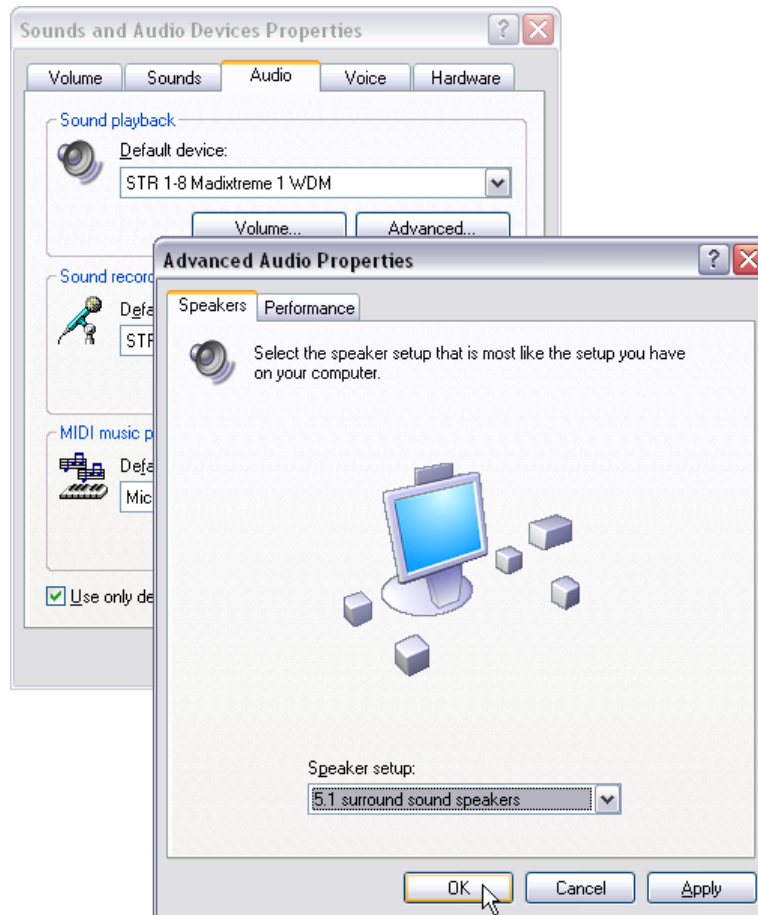 Sounds and Audio Devices Properties
Volume
Sounds
Audio
Voice
Hardware
Sound playback
Default device:
STR 1-8 Madixtreme 1 WDM
Volume...
Advanced...
Sound recor
Defa
STR
MIDI music p
Defa
Mic
Use only de
Advanced Audio Properties
Speakers
Performance
Select the speaker setup that is most like the setup you have
on your computer.
Speaker setup:
5.1 surround sound speakers
OK
Cancel
Apply